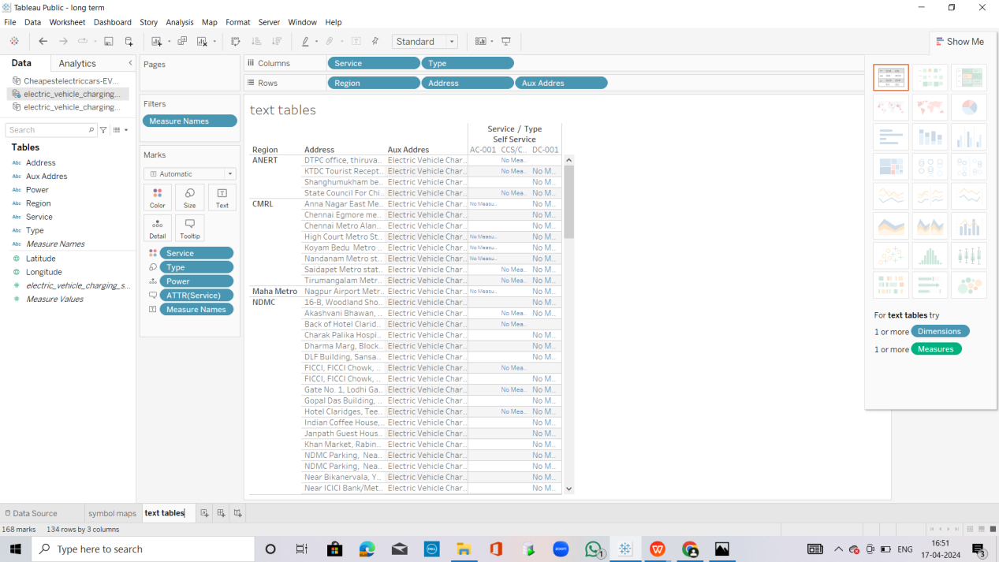 Tableau Public - long term
File Data Worksheet Dashboard Story Analysis Map Format Server Window Help
Standard
Show Me
Data Analytics
Cheapestelectriccars-EV...
electric_vehicle_charging...
electric_vehicle_charging...
Search
Tables
Abc Address
Abc Aux Addres
Abc Power
Abc Region
Abc Service
Abc Type
Abc Measure Names
Latitude
Longitude
electric_vehicle_charging_s...
Measure Values
Pages
Filters
Measure Names
Marks
Automatic
Color Size Text
Detail Tooltip
Service
Type
Power
ATTR(Service)
Measure Names
Columns Service Type
Rows Region Address Aux Addres
text tables
Service / Type
Self Service
Region Address Aux Addres AC-001 CCS/C.. DC-001
ANERT DTPC office, thiruva.. Electric Vehicle Char.. No Mea..
KTDC Tourist Recept.. Electric Vehicle Char.. No Mea.. No M..
Shanghumukham be.. Electric Vehicle Char.. No M..
State Council For Chi.. Electric Vehicle Char.. No Mea.. No M..
CMRL Anna Nagar East Me.. Electric Vehicle Char.. No Measu.. No M..
Chennai Egmore me.. Electric Vehicle Char.. No M..
Chennai Metro Alan.. Electric Vehicle Char.. No M..
High Court Metro St.. Electric Vehicle Char.. No Measu.. No M..
Koyam Bedu Metro .. Electric Vehicle Char.. No Measu.. No M..
Nandanam Metro st.. Electric Vehicle Char.. No Measu.. No M..
Saidapet Metro stat.. Electric Vehicle Char.. No Mea.. No M..
Tirumangalam Metr.. Electric Vehicle Char.. No Mea.. No M..
Maha Metro Nagpur Airport Metr.. Electric Vehicle Char.. No Measu.. No M..
NDMC 16-B, Woodland Sho.. Electric Vehicle Char.. No M..
Akashvani Bhawan, .. Electric Vehicle Char.. No Mea.. No M..
Back of Hotel Clarid.. Electric Vehicle Char.. No Mea..
Charak Palika Hospi.. Electric Vehicle Char.. No M..
Dharma Marg, Block.. Electric Vehicle Char.. No M..
DLF Building, Sansa.. Electric Vehicle Char.. No M..
FICCI, FICCI Chowk, .. Electric Vehicle Char.. No Mea..
FICCI, FICCI Chowk, .. Electric Vehicle Char.. No M..
Gate No. 1, Lodhi Ga.. Electric Vehicle Char.. No Mea.. No M..
Gopal Das Building, .. Electric Vehicle Char.. No M..
Hotel Claridges, Tee.. Electric Vehicle Char.. No Mea.. No M..
Indian Coffee House,.. Electric Vehicle Char.. No M..
Janpath Guest Hous.. Electric Vehicle Char.. No M..
Khan Market, Rabin.. Electric Vehicle Char.. No M..
NDMC Parking, Nea.. Electric Vehicle Char.. No M..
NDMC Parking, Nea.. Electric Vehicle Char.. No M..
Near Bikanervala, Y.. Electric Vehicle Char.. No M..
Near ICICI Bank/Met.. Electric Vehicle Char.. No M..
For text tables try
1 or more Dimensions
1 or more Measures
Data Source symbol maps text tables
168 marks 134 rows by 3 columns
Type here to search
DELL
zoom
1
ENG
16:51
17-04-2024
3